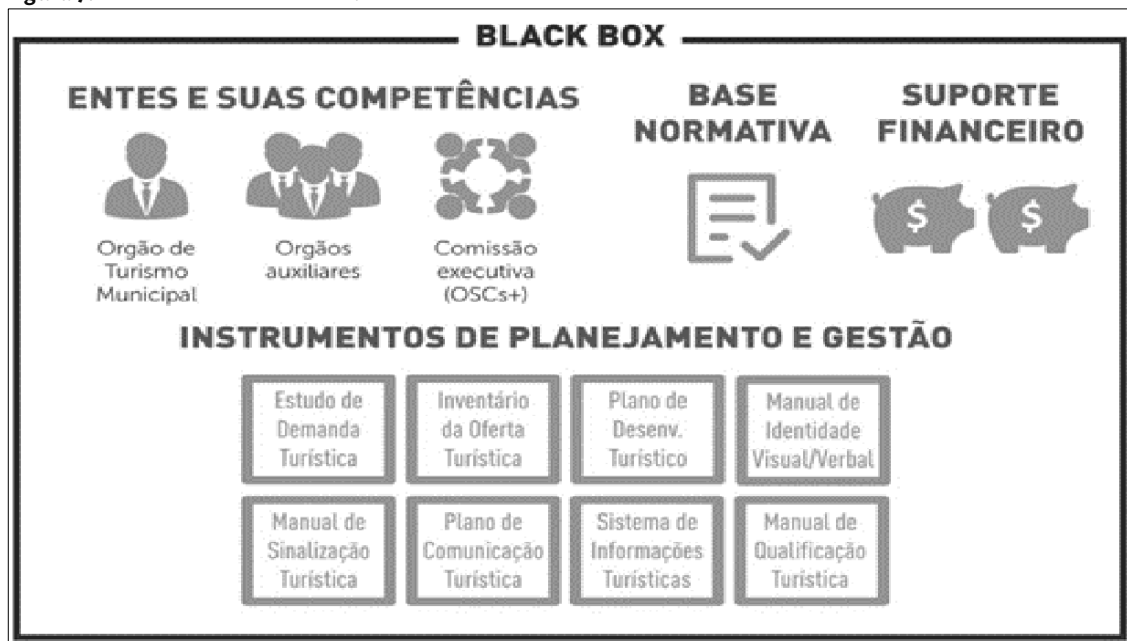 BLACK BOX
ENTES E SUAS COMPETÊNCIAS
Orgão de
Turismo
Municipal
Orgãos
auxiliares
Comissão
executiva
(OSCs+)
BASE
NORMATIVA
SUPORTE
FINANCEIRO
$ $
INSTRUMENTOS DE PLANEJAMENTO E GESTÃO
Estudo de
Demanda
Turística
Inventário
da Oferta
Turística
Plano de
Desenv.
Turístico
Manual de
Identidade
Visual/Verbal
Manual de
Sinalização
Turística
Plano de
Comunicação
Turística
Sistema de
Informações
Turísticas
Manual de
Qualificação
Turística